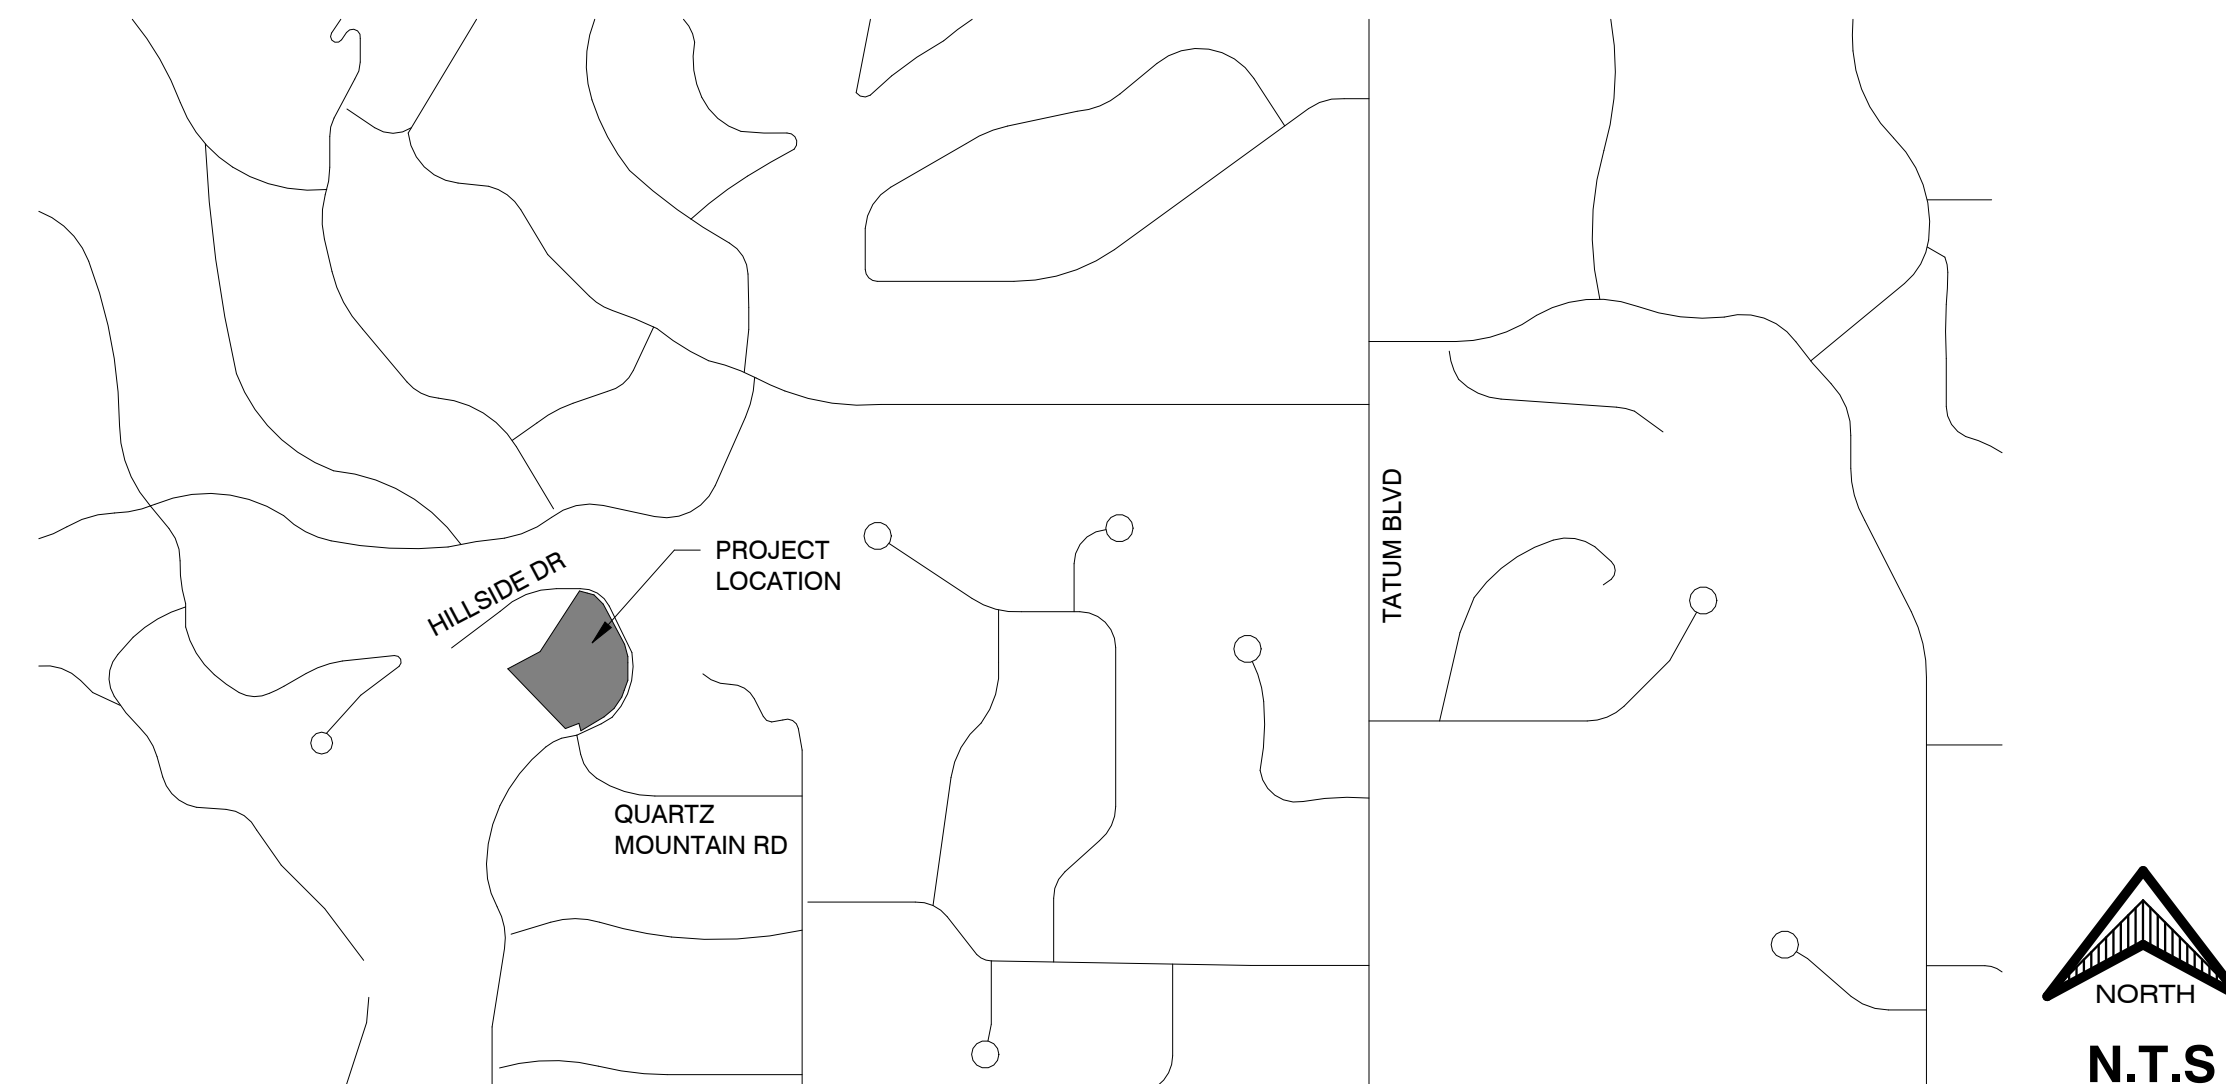 TATUM BLVD
HILLSIDE DR
PROJECT
LOCATION
QUARTZ
MOUNTAIN RD
NORTH
N.T.S